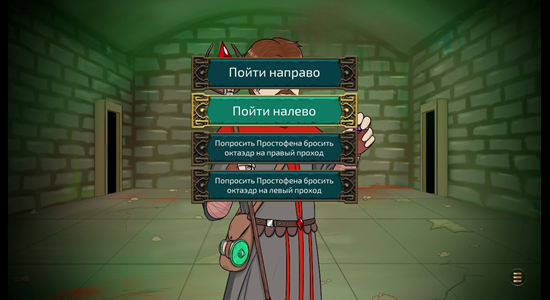 Пойти направо
Пойти налево
Попросить Простофена бросить
октаэдр на правый проход
Попросить Простофена бросить
октаэдр на левый проход